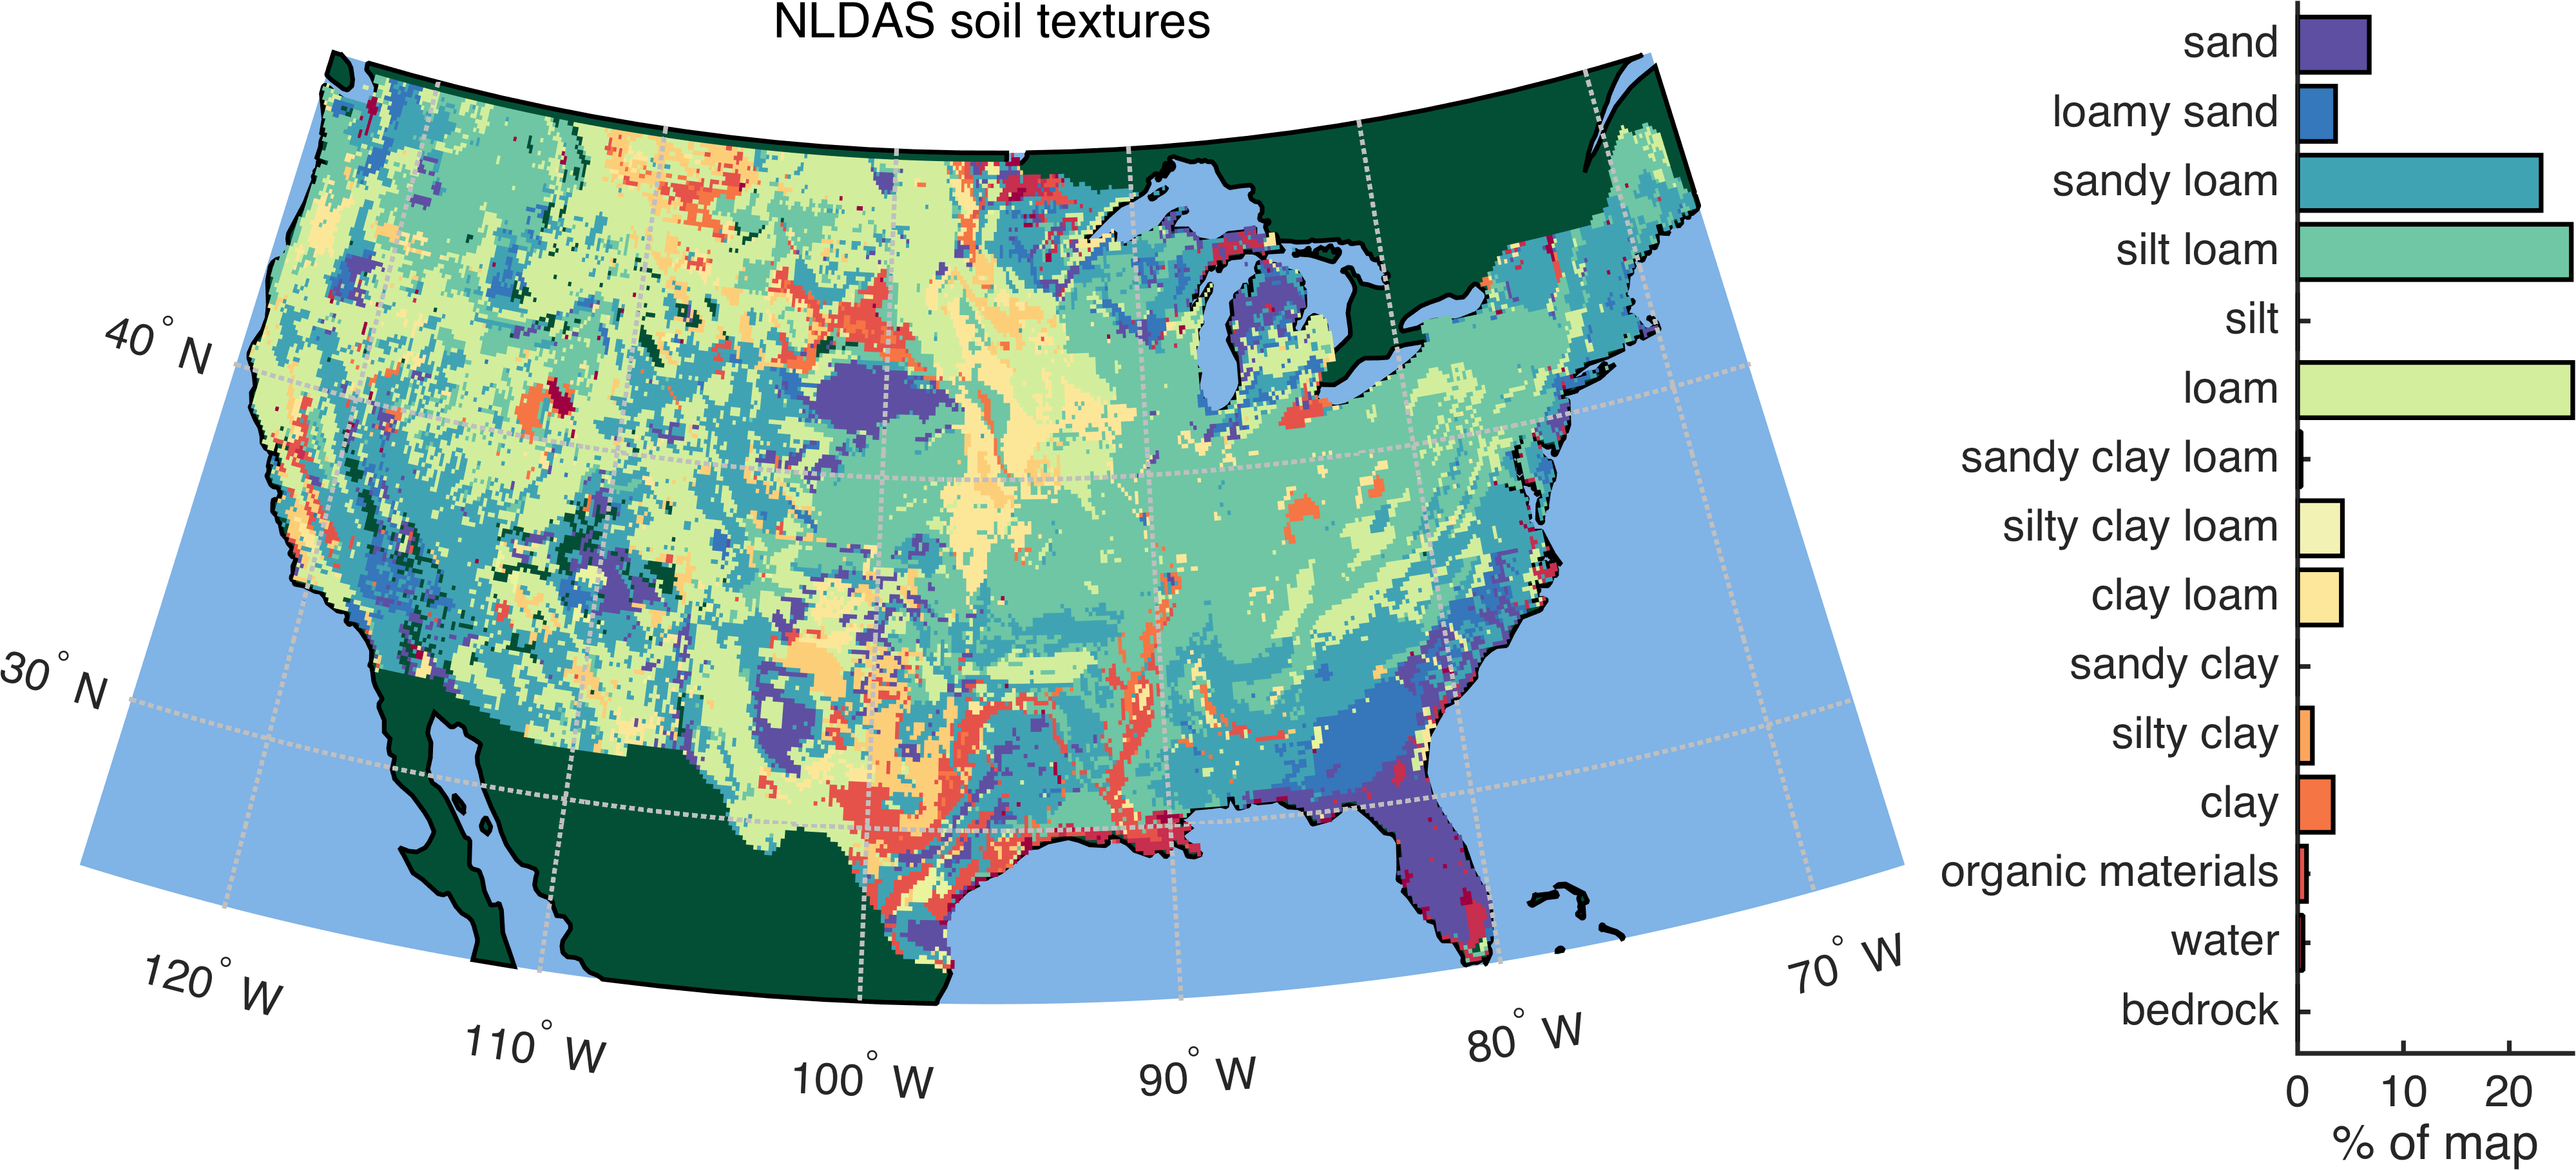 NLDAS soil textures
40° N
30° N
120° W
110° W
100° W
90° W
80° W
70° W
sand
loamy sand
sandy loam
silt loam
silt
loam
sandy clay loam
silty clay loam
clay loam
sandy clay
silty clay
clay
organic materials
water
bedrock
0 10 20
% of map